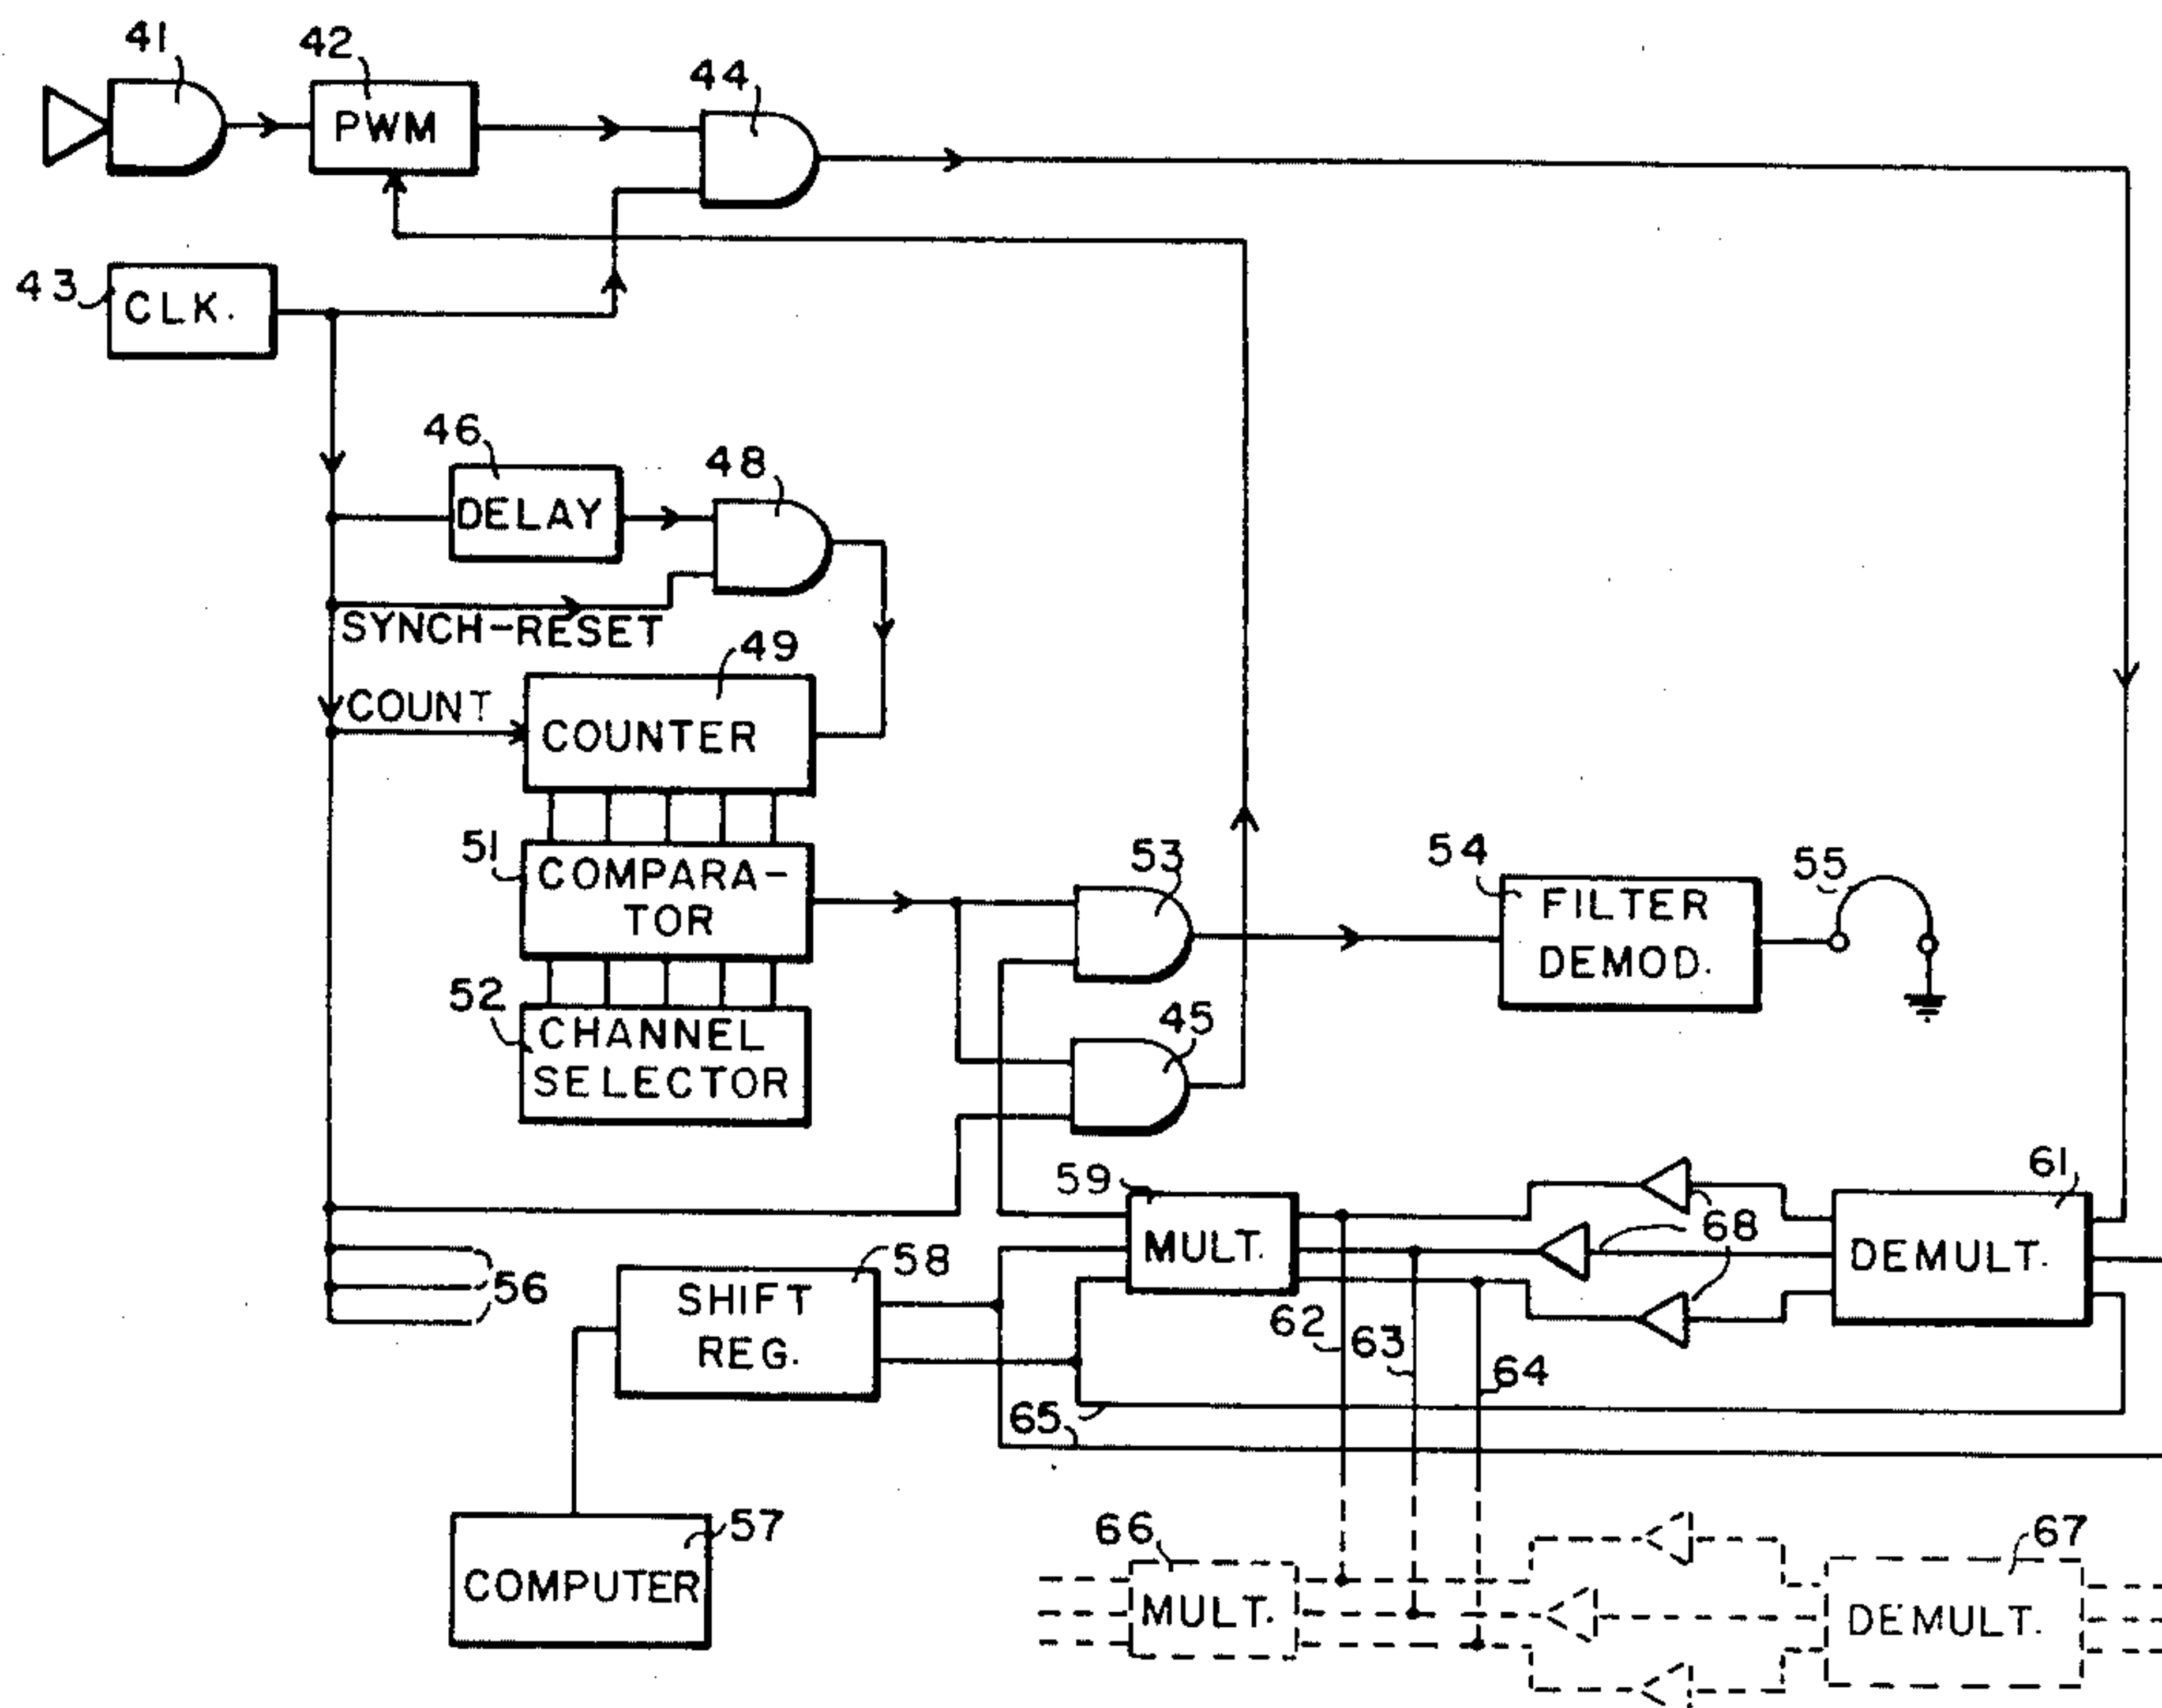 41
42
PWM
44
43
CLK.
46
DELAY
48
SYNCH-RESET
49
COUNT
COUNTER
51
COMPARA-
TOR
52
CHANNEL
SELECTOR
53
45
54
FILTER
DEMOD.
55
56
58
SHIFT
REG.
59
MULT.
68
61
DEMULT.
62
63
64
65
57
COMPUTER
66
MULT.
67
DEMULT.